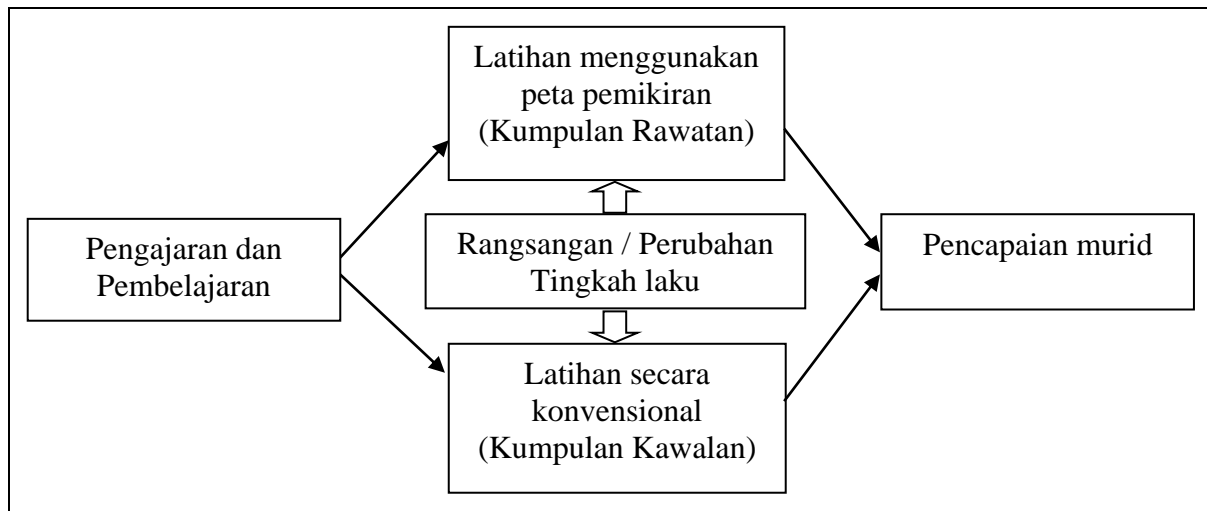 Latihan menggunakan
peta pemikiran
(Kumpulan Rawatan)
Pengajaran dan
Pembelajaran
Rangsangan / Perubahan
Tingkah laku
Pencapaian murid
Latihan secara
konvensional
(Kumpulan Kawalan)